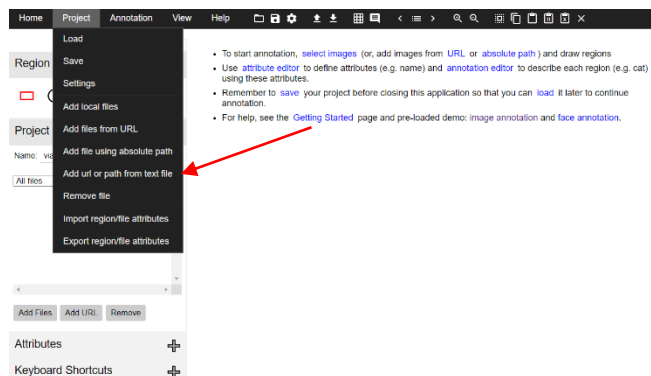 Home Project Annotation View Help
Load
Save
Settings
Add local files
Add files from URL
Add file using absolute path
Add url or path from text file
Remove file
Import region/file attributes
Export region/file attributes
Region
Project
Name: via
All files
Add Files Add URL Remove
Attributes
Keyboard Shortcuts
• To start annotation, select images (or, add images from URL or absolute path ) and draw regions
• Use attribute editor to define attributes (e.g. name) and annotation editor to describe each region (e.g. cat)
using these attributes.
• Remember to save your project before closing this application so that you can load it later to continue
annotation.
• For help, see the Getting Started page and pre-loaded demo: image annotation and face annotation.